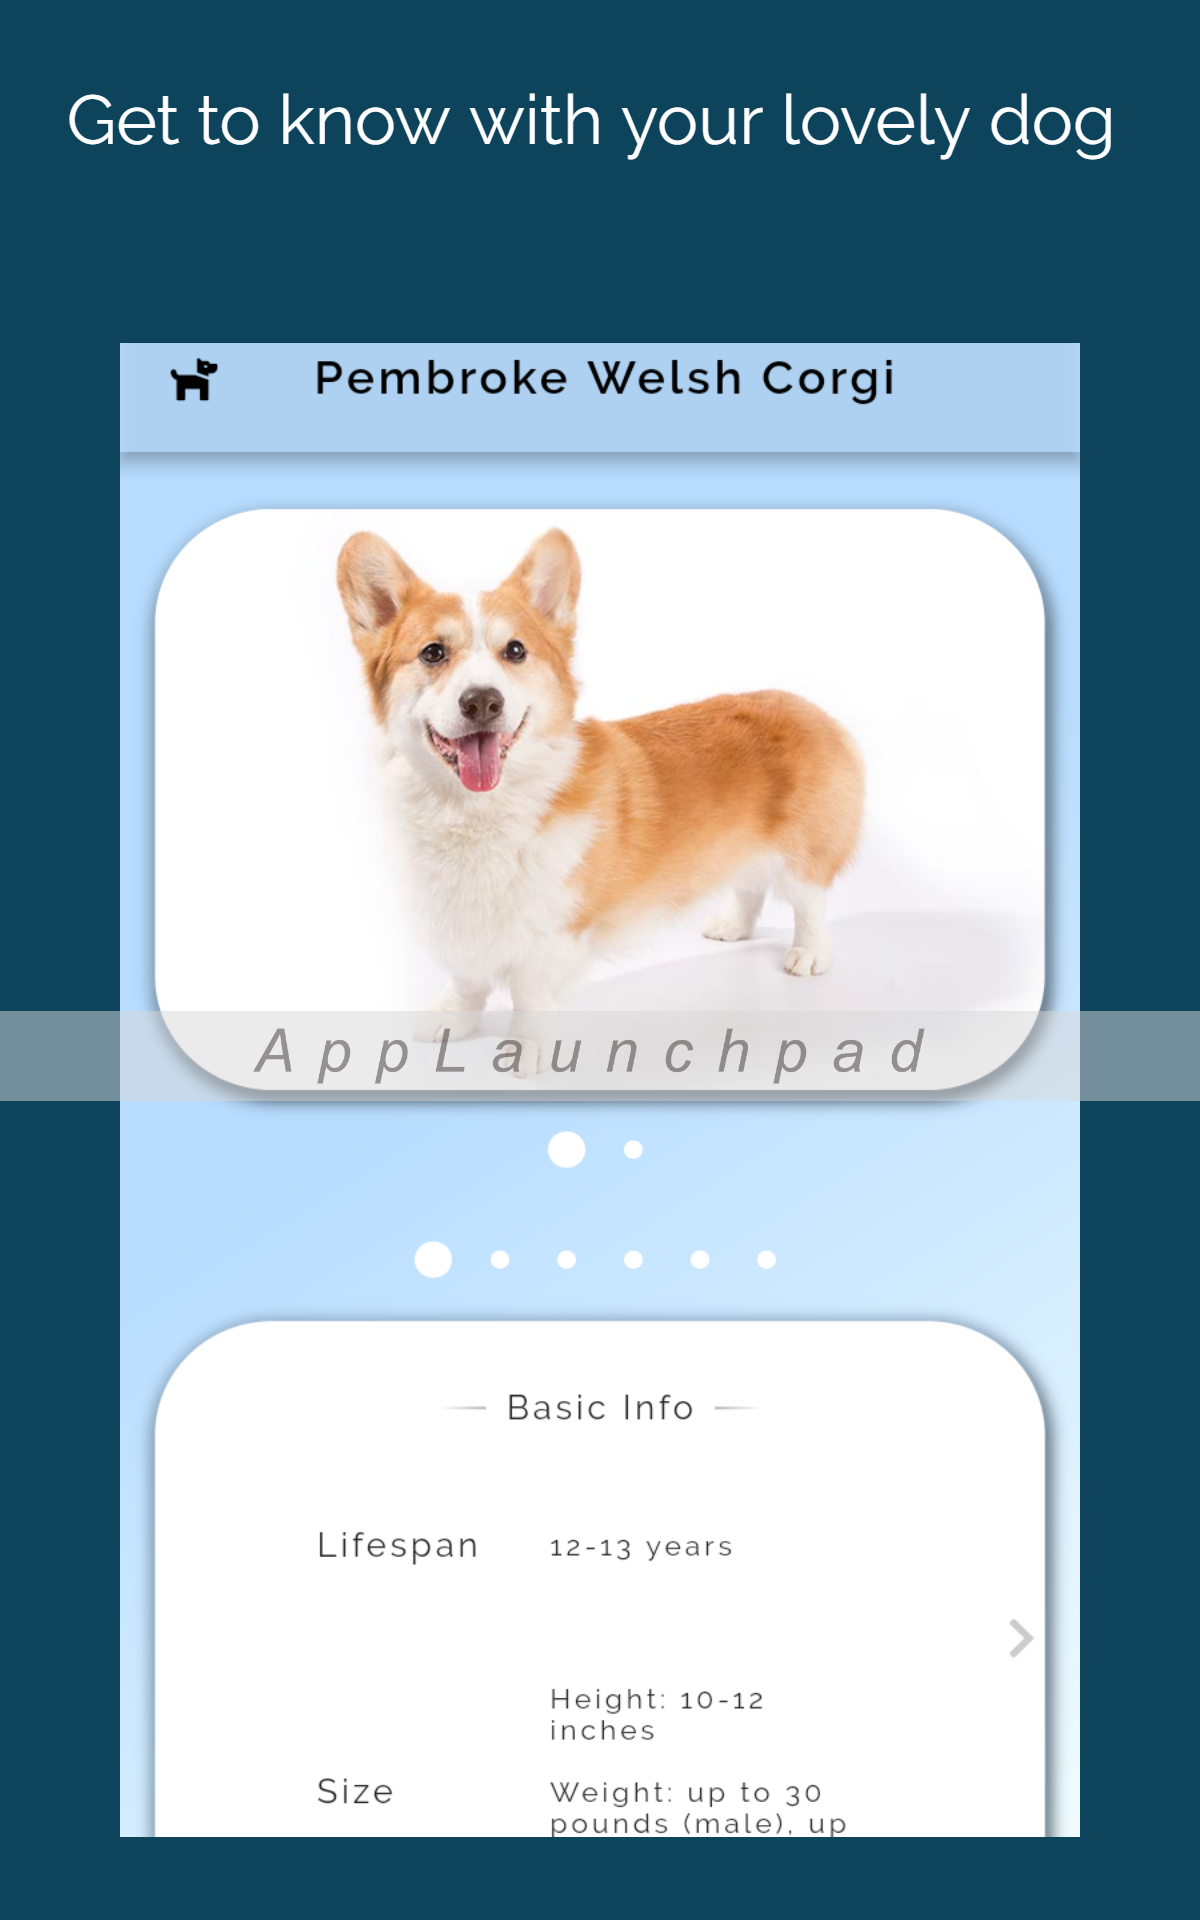 Get to know with your lovely dog
Pembroke Welsh Corgi
AppLaunchpad
Basic Info
Lifespan 12-13 years
Height: 10-12
inches
Size Weight: up to 30
pounds (male), up